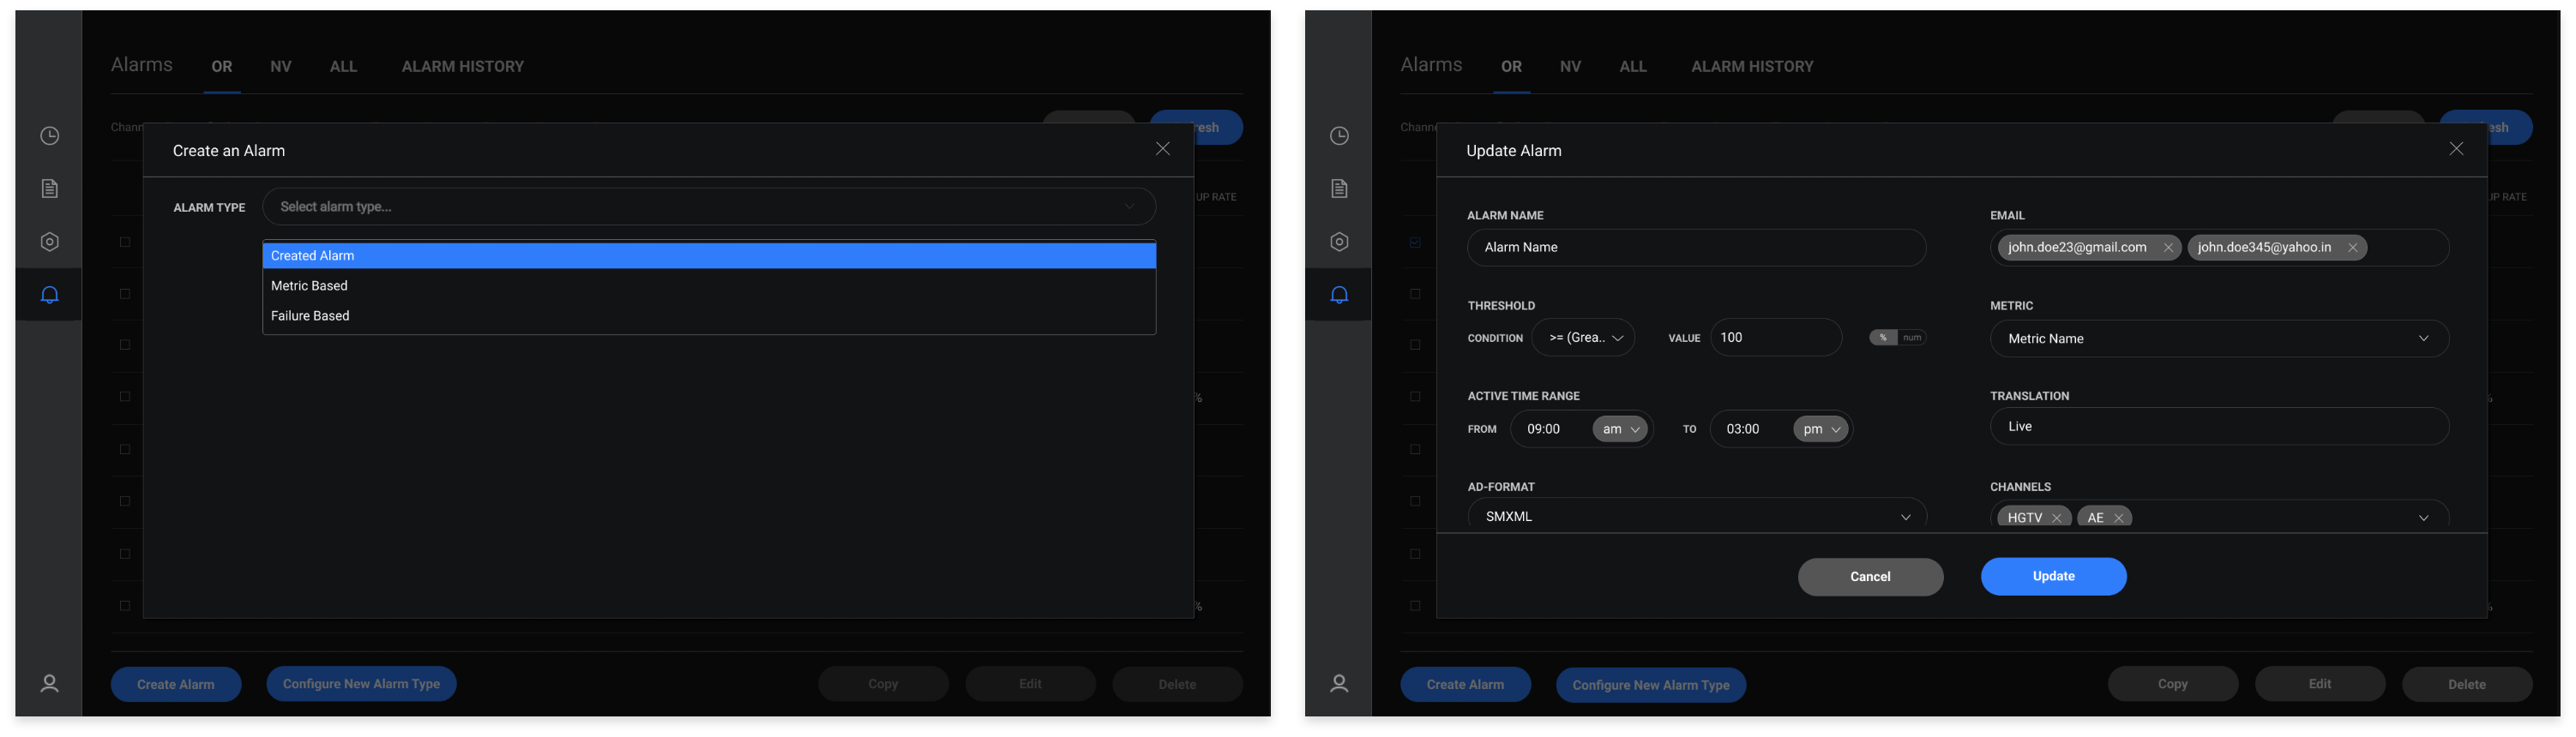 Alarms OR NV ALL ALARM HISTORY
Chann
esh
Create an Alarm
ALARM TYPE Select alarm type...
UP RATE
Created Alarm
Metric Based
Failure Based
%
%
Create Alarm Configure New Alarm Type Copy Edit Delete
Alarms OR NV ALL ALARM HISTORY
Chann
esh
Update Alarm
UP RATE
ALARM NAME EMAIL
Alarm Name john.doe23@gmail.com john.doe345@yahoo.in
THRESHOLD METRIC
CONDITION >= (Grea.. VALUE 100 % num Metric Name
ACTIVE TIME RANGE TRANSLATION
FROM 09:00 am TO 03:00 pm Live
AD-FORMAT CHANNELS
SMXML HGTV AE
Cancel Update
Create Alarm Configure New Alarm Type Copy Edit Delete